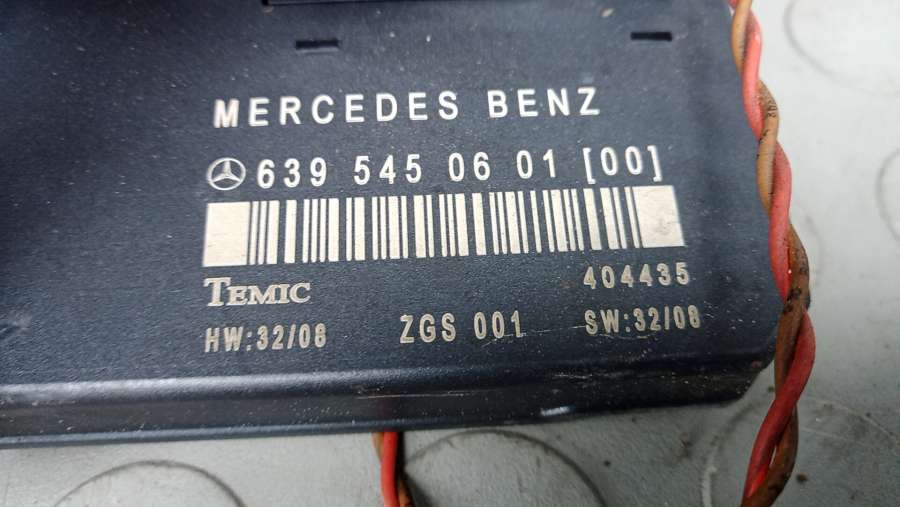 MERCEDES BENZ
639 545 06 01 [00]
TEMIC 404435
HW:32/08 ZGS 001 SW:32/08